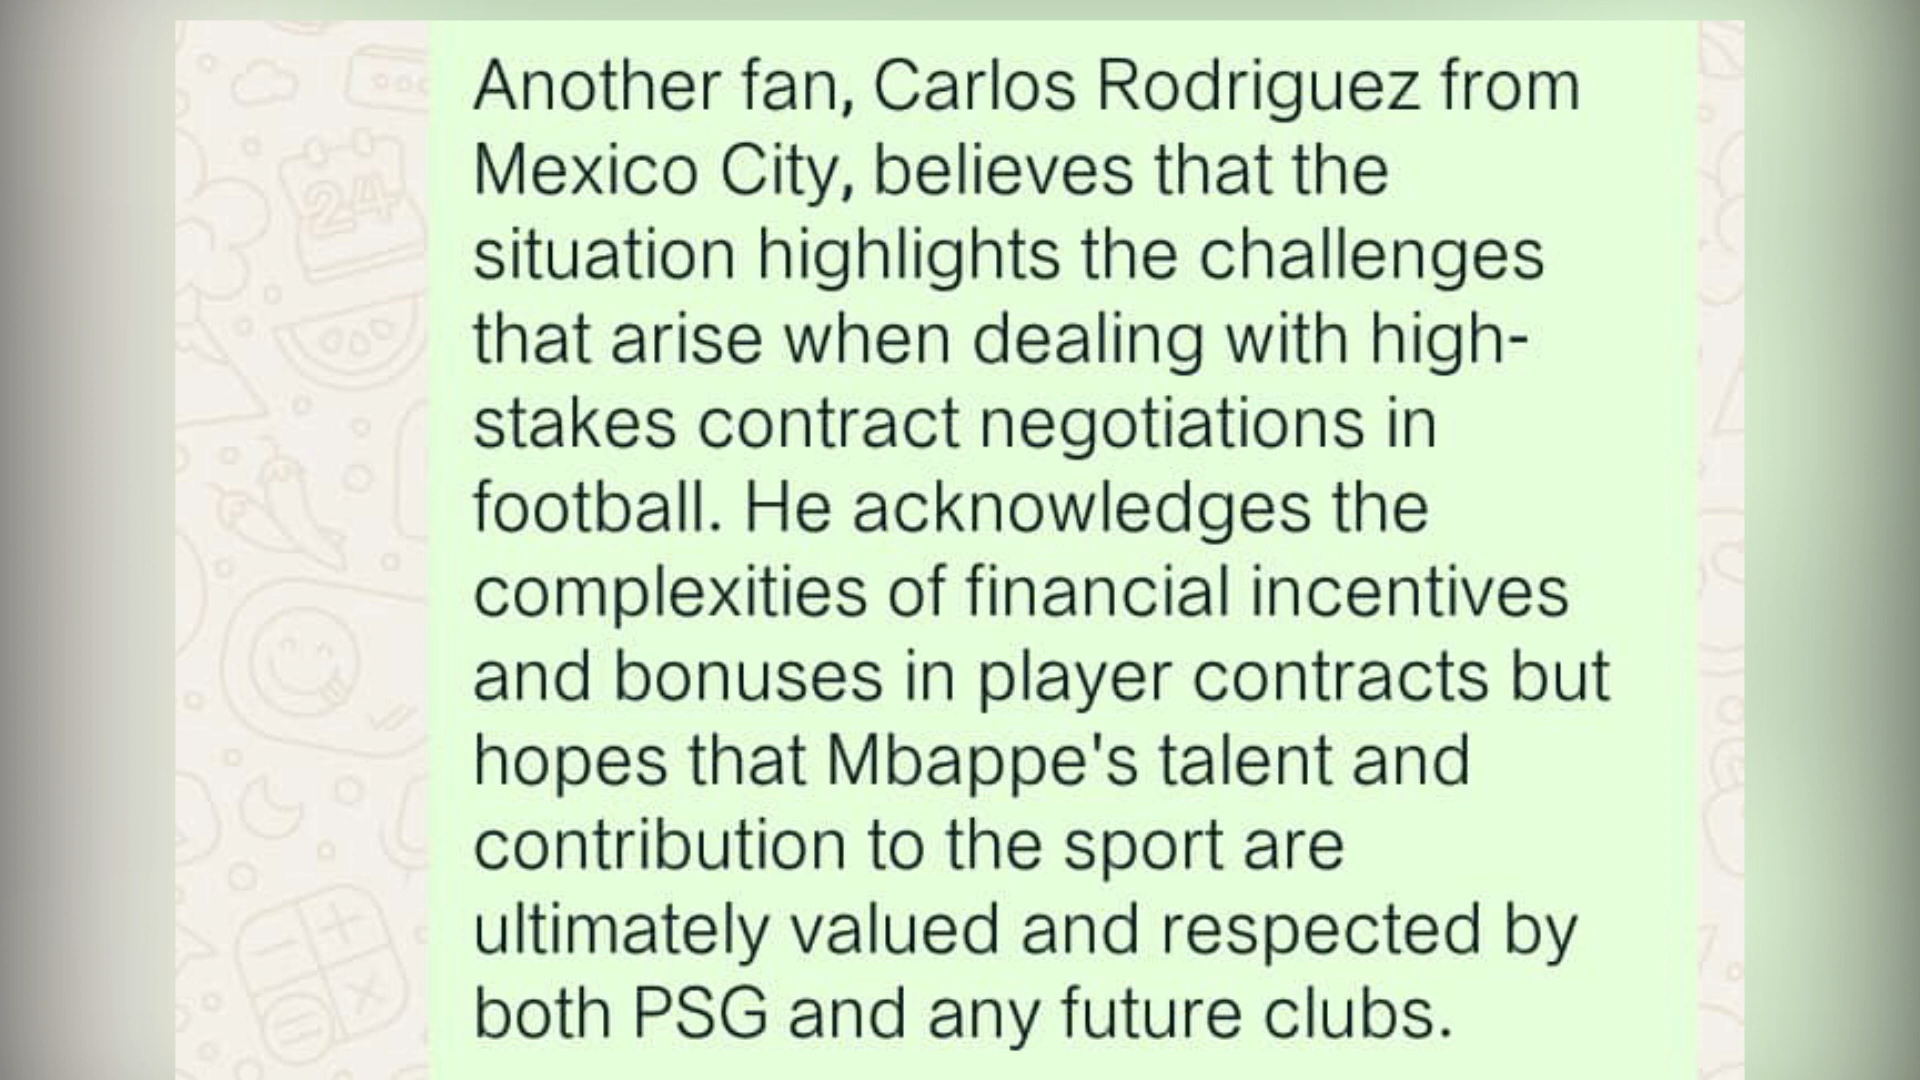 Another fan, Carlos Rodriguez from
Mexico City, believes that the
situation highlights the challenges
that arise when dealing with high-
stakes contract negotiations in
football. He acknowledges the
complexities of financial incentives
and bonuses in player contracts but
hopes that Mbappe's talent and
contribution to the sport are
ultimately valued and respected by
both PSG and any future clubs.
24